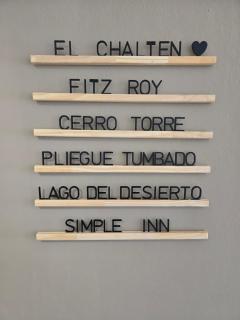 EL CHALTEN
FITZ ROY
CERRO TORRE
PLIEGUE TUMBADO
LAGO DEL DESIERTO
SIMPLE INN